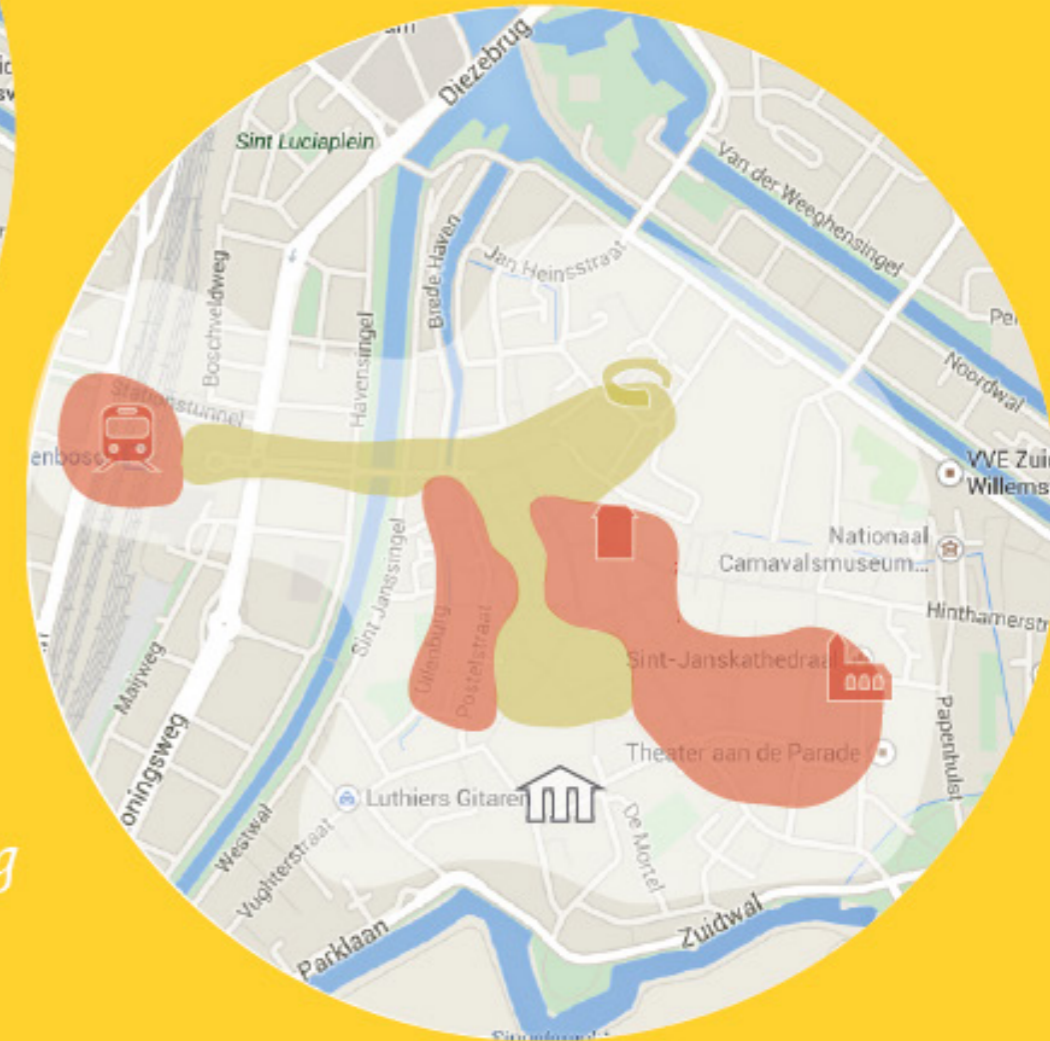 Diezebrug
Sint Luciaplein
Van der Weeghensingel
Brede Haven
Jan Heinsstraat
Boschveldweg
Havensingel
Noordwal
Stationstunnel
VVE Zuid
Willems
Nationaal
Carnavalsmuseum...
Sint Janssingel
Hinthamerstr
Uilenburg
Postelstraat
Sint-Janskathedraal
Majjweg
Papenhulst
oningsweg
Theater aan de Parade
Luthiers Gitaren
De Mortel
Westwal
Vughterstraat
g
Zuidwal
Parklaan